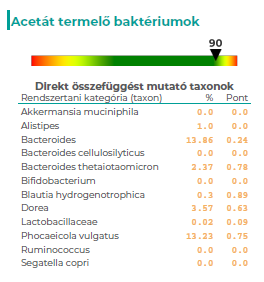 Acetát termelő baktériumok
90
Direkt összefüggést mutató taxonok
Rendszertani kategória (taxon) % Pont
Akkermansia muciniphila 0.0 0.0
Alistipes 1.0 0.0
Bacteroides 13.86 0.24
Bacteroides cellulosilyticus 0.0 0.0
Bacteroides thetaiotaomicron 2.37 0.78
Bifidobacterium 0.0 0.0
Blautia hydrogenotrophica 0.3 0.89
Dorea 3.57 0.63
Lactobacillaceae 0.02 0.09
Phocaeicola vulgatus 13.23 0.75
Ruminococcus 0.0 0.0
Segatella copri 0.0 0.0